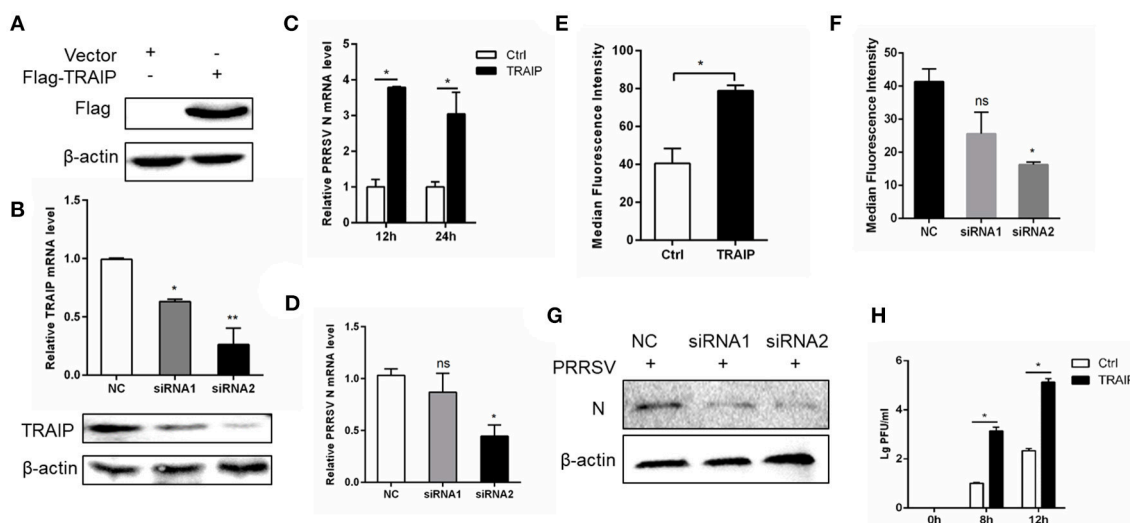 A
Vector + -
Flag-TRAIP - +
Flag
β-actin
B
Relative TRAIP mRNA level
1.5
1.0
0.5
0.0
NC siRNA1 siRNA2
*
**
TRAIP
β-actin
C
Relative PRRSV N mRNA level
5
4
3
2
1
0
* *
12h 24h
Ctrl
TRAIP
D
Relative PRRSV N mRNA level
1.5
1.0
0.5
0.0
ns
*
NC siRNA1 siRNA2
E
Median Fluorescence Intensity
100
80
60
40
20
0
*
Ctrl TRAIP
F
Median Fluorescence Intensity
50
40
30
20
10
0
ns
*
NC siRNA1 siRNA2
G
NC siRNA1 siRNA2
PRRSV + + +
N
β-actin
H
Lg PFU/ml
6
4
2
0
* *
0h 8h 12h
Ctrl